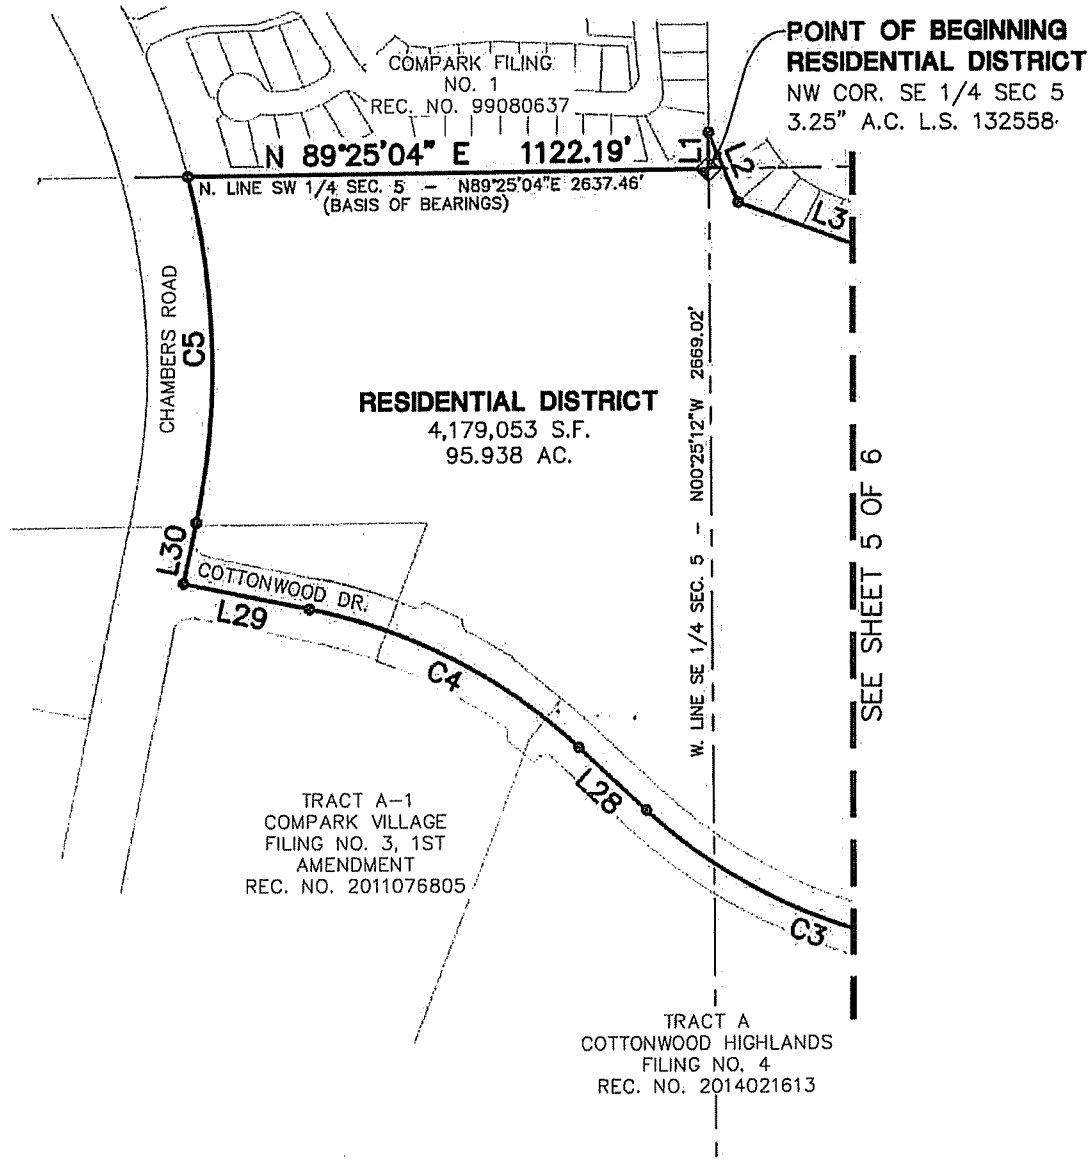 POINT OF BEGINNING
RESIDENTIAL DISTRICT
NW COR. SE 1/4 SEC 5
3.25" A.C. L.S. 132558
COMPARK FILING
NO. 1
REC. NO. 99080637
L1
L2
L3
N 89°25'04" E 1122.19'
N. LINE SW 1/4 SEC. 5 - N89°25'04"E 2637.46'
(BASIS OF BEARINGS)
CHAMBERS ROAD
C5
RESIDENTIAL DISTRICT
4,179,053 S.F.
95.938 AC.
W. LINE SE 1/4 SEC. 5 - N00°25'12"W 2669.02'
SEE SHEET 5 OF 6
L30
COTTONWOOD DR.
L29
C4
L28
C3
TRACT A-1
COMPARK VILLAGE
FILING NO. 3, 1ST
AMENDMENT
REC. NO. 2011076805
TRACT A
COTTONWOOD HIGHLANDS
FILING NO. 4
REC. NO. 2014021613